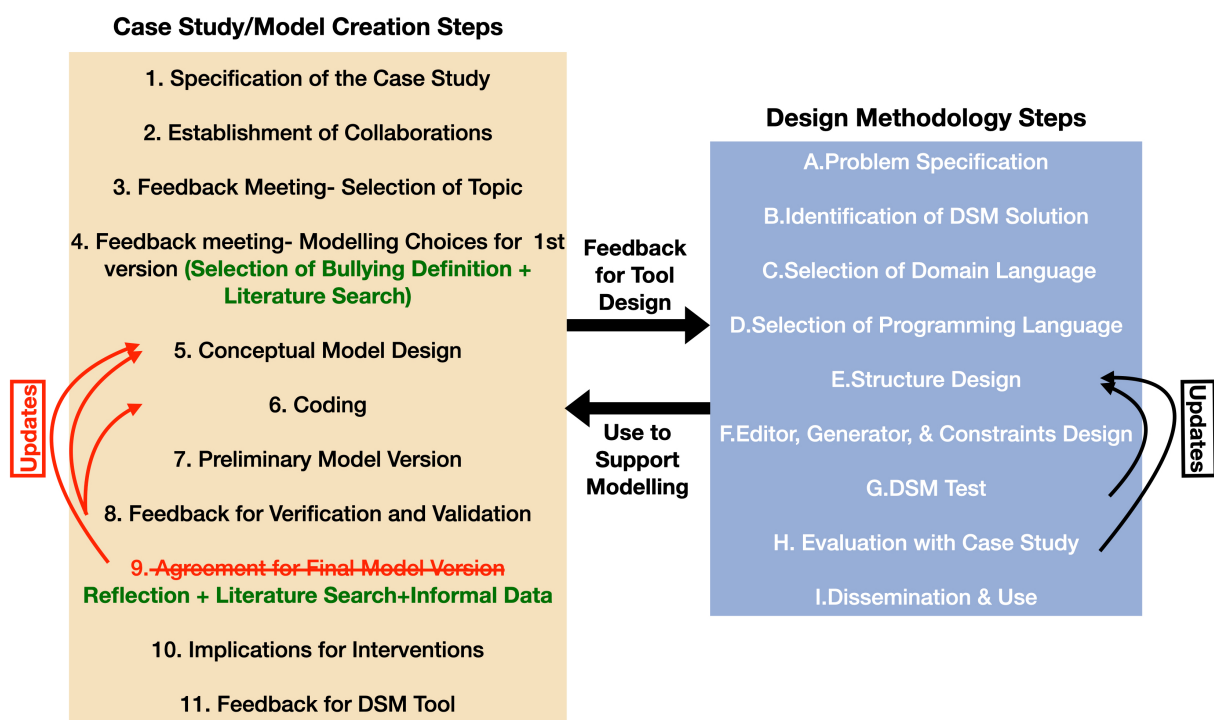 Case Study/Model Creation Steps
1. Specification of the Case Study
2. Establishment of Collaborations
3. Feedback Meeting- Selection of Topic
4. Feedback meeting- Modelling Choices for 1st
version (Selection of Bullying Definition +
Literature Search)
5. Conceptual Model Design
6. Coding
7. Preliminary Model Version
8. Feedback for Verification and Validation
9. Agreement for Final Model Version
Reflection + Literature Search+Informal Data
10. Implications for Interventions
11. Feedback for DSM Tool
Updates
Feedback
for Tool
Design
Use to
Support
Modelling
Design Methodology Steps
A.Problem Specification
B.Identification of DSM Solution
C.Selection of Domain Language
D.Selection of Programming Language
E.Structure Design
F.Editor, Generator, & Constraints Design
G.DSM Test
H. Evaluation with Case Study
I.Dissemination & Use
Updates